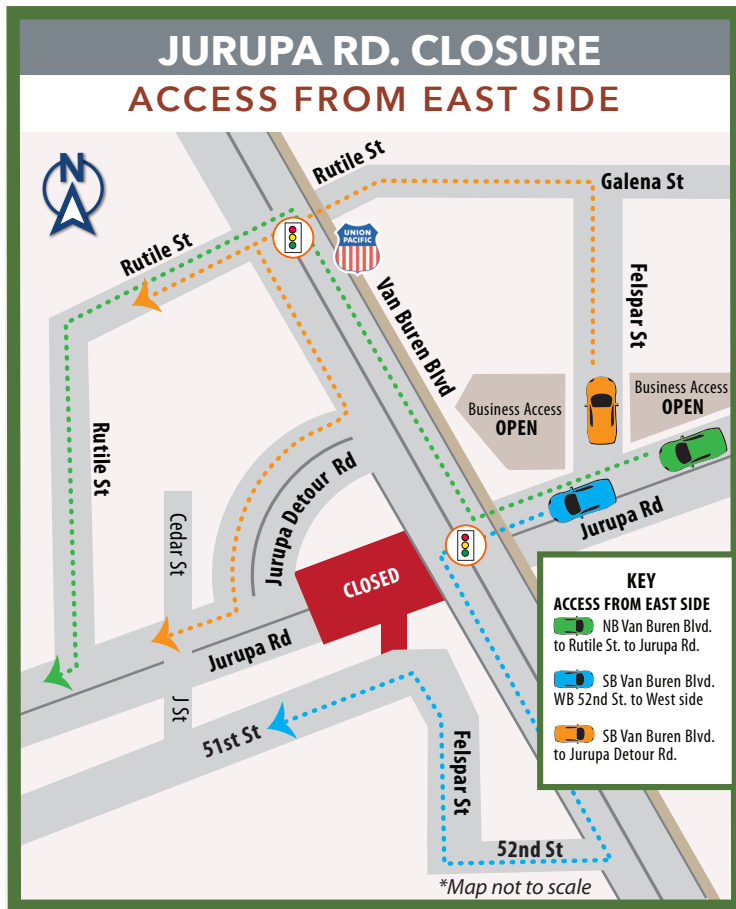 JURUPA RD. CLOSURE
ACCESS FROM EAST SIDE
N
Rutile St
Galena St
Rutile St
UNION
PACIFIC
Van Buren Blvd
Felspar St
Business Access
OPEN
Business Access
OPEN
Rutile St
Jurupa Detour Rd
Jurupa Rd
Cedar St
CLOSED
Jurupa Rd
J St
51st St
Felspar St
52nd St
*Map not to scale
KEY
ACCESS FROM EAST SIDE
NB Van Buren Blvd.
to Rutile St. to Jurupa Rd.
SB Van Buren Blvd.
WB 52nd St. to West side
SB Van Buren Blvd.
to Jurupa Detour Rd.